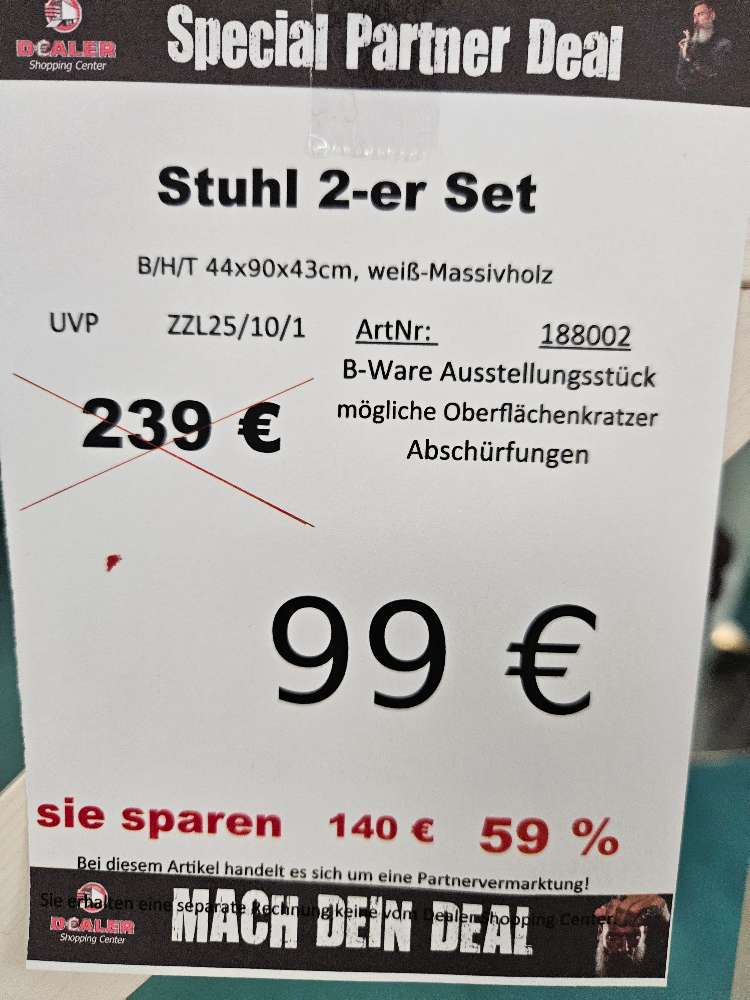 DEALER
Shopping Center
Special Partner Deal
Stuhl 2-er Set
B/H/T 44x90x43cm, weiß-Massivholz
UVP ZZL25/10/1 ArtNr: 188002
B-Ware Ausstellungsstück
239 € mögliche Oberflächenkratzer
Abschürfungen
99 €
sie sparen 140 € 59 %
Bei diesem Artikel handelt es sich um eine Partnervermarktung!
Sie erhalten eine separate Rechnung keine vom Dealer Shopping Center.
DEALER
Shopping Center
MACH DEIN DEAL